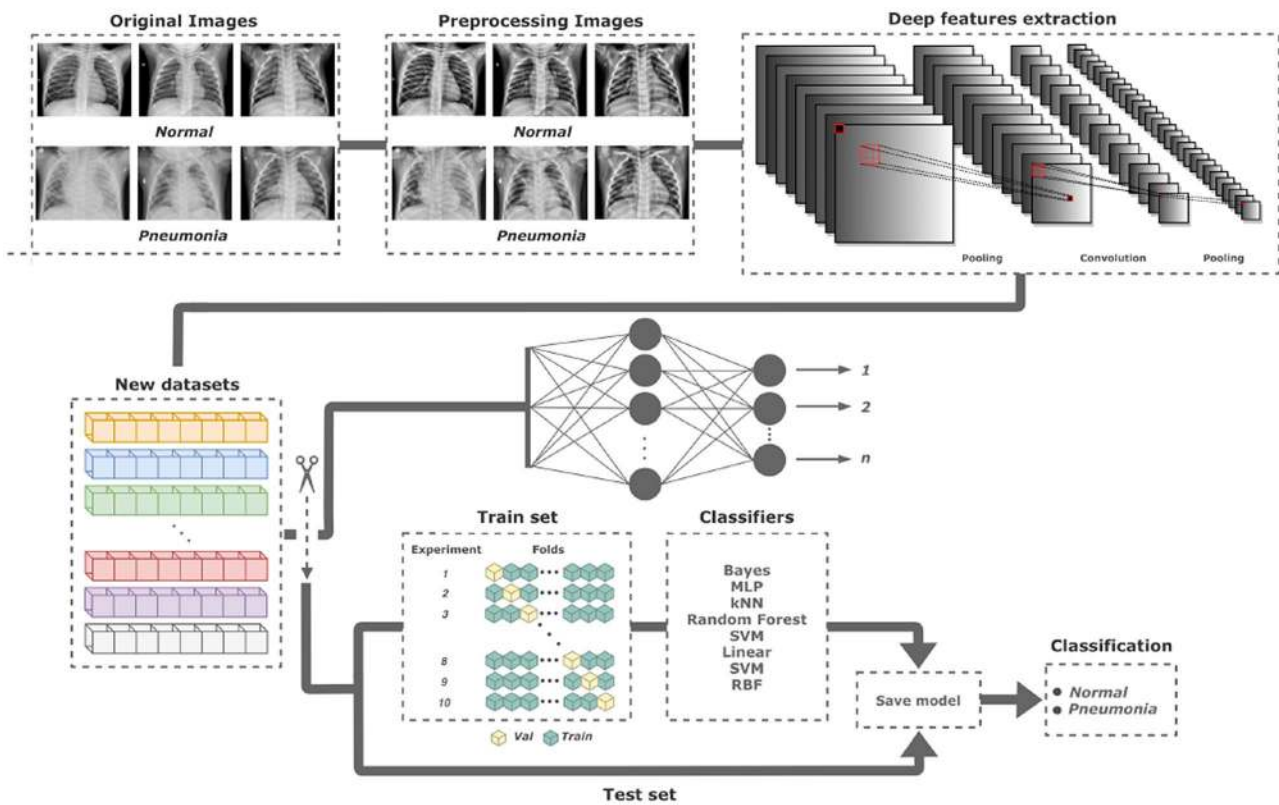 Original Images
Preprocessing Images
Deep features extraction
Normal
Normal
Pneumonia
Pneumonia
Pooling
Convolution
Pooling
New datasets
1
2
n
Train set
Classifiers
Experiment
Folds
1
2
3
8
9
10
Val
Train
Bayes
MLP
kNN
Random Forest
SVM
Linear
SVM
RBF
Save model
Classification
Normal
Pneumonia
Test set